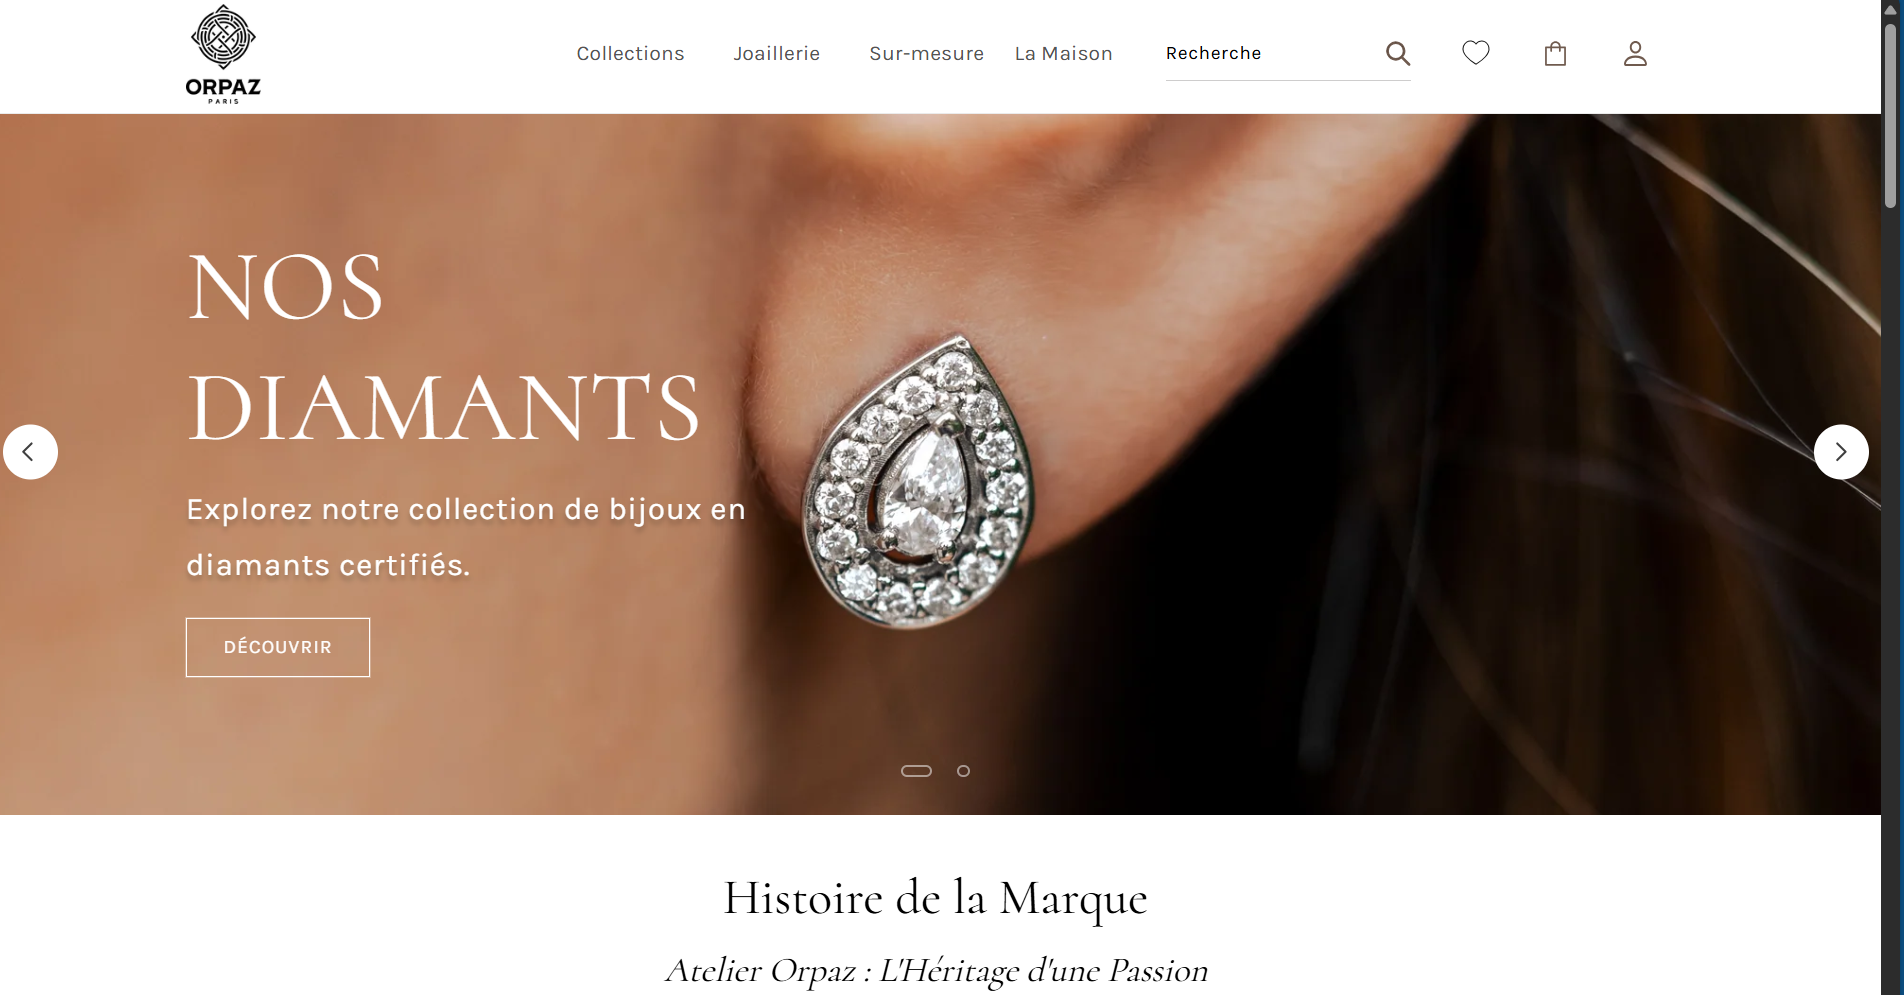 ORPAZ
PARIS
Collections
Joaillerie
Sur-mesure
La Maison
Recherche
NOS
DIAMANTS
Explorez notre collection de bijoux en
diamants certifiés.
DÉCOUVRIR
Histoire de la Marque
Atelier Orpaz : L'Héritage d'une Passion